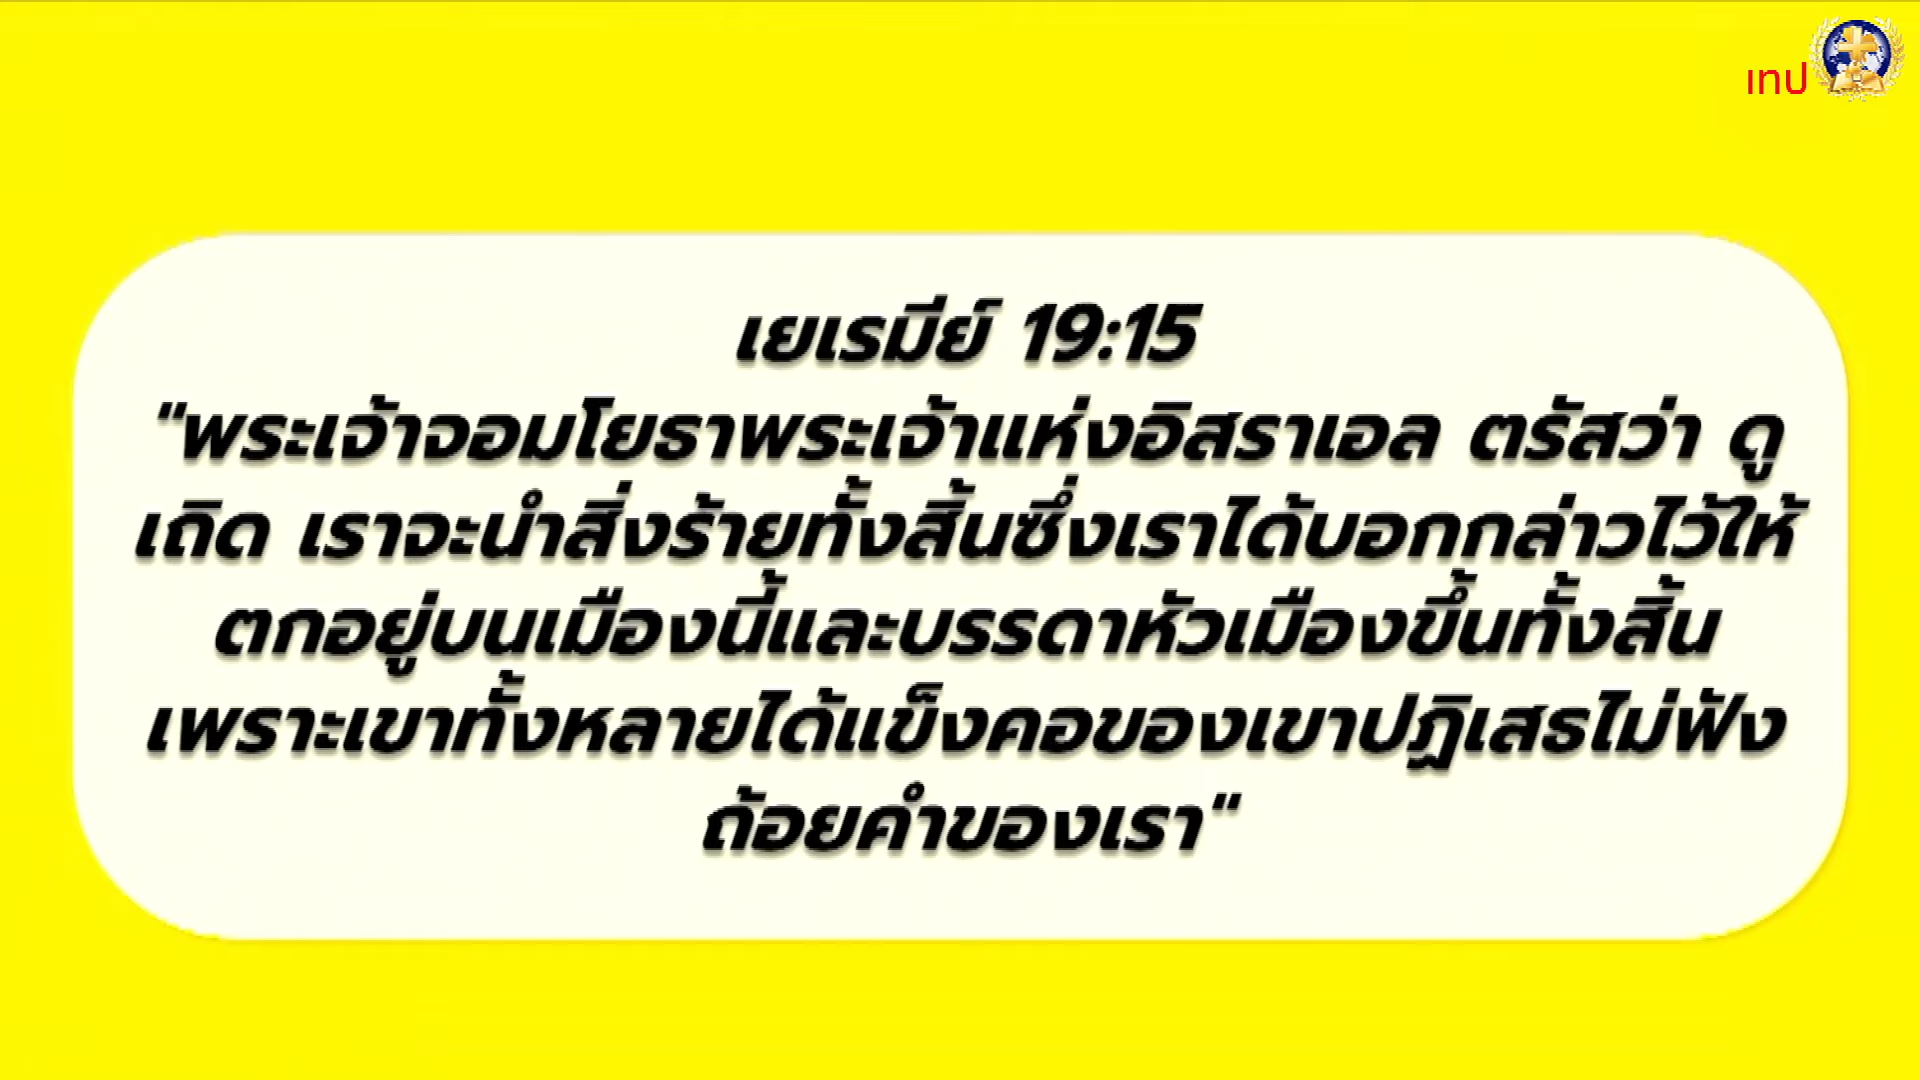 เทป
เยเรมีย์ 19:15
"พระเจ้าจอมโยธาพระเจ้าแห่งอิสราเอล ตรัสว่า ดู
เถิด เราจะนำสิ่งร้ายทั้งสิ้นซึ่งเราได้บอกกล่าวไว้ให้
ตกอยู่บนเมืองนี้และบรรดาหัวเมืองขึ้นทั้งสิ้น
เพราะเขาทั้งหลายได้แข็งคอของเขาปฏิเสธไม่ฟัง
ถ้อยคำของเรา"